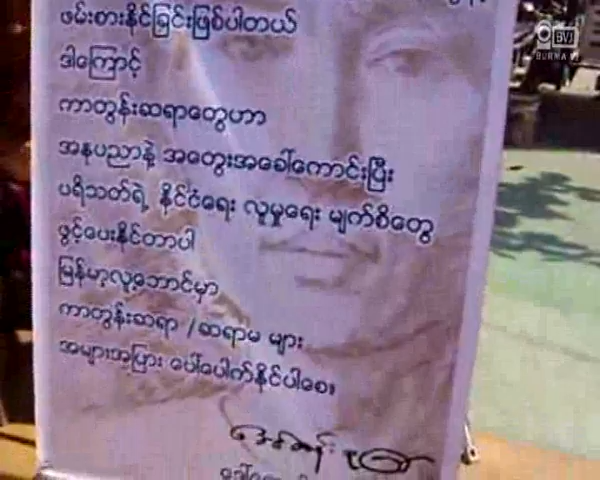 ဖမ်းစားနိုင်ခြင်းဖြစ်ပါတယ်
ဒါကြောင့်
ကာတွန်းဆရာတွေဟာ
အနုပညာနဲ့ အတွေးအခေါ်ကောင်းပြီး
ပရိသတ်ရဲ့ နိုင်ငံရေး လူမှုရေး မျက်စိတွေ
ဖွင့်ပေးနိုင်တာပါ
မြန်မာ့လူ့ဘောင်မှာ
ကာတွန်းဆရာ /ဆရာမ များ
အများအပြား ပေါ်ပေါက်နိုင်ပါစေ။
BVJ
BURMA VJ